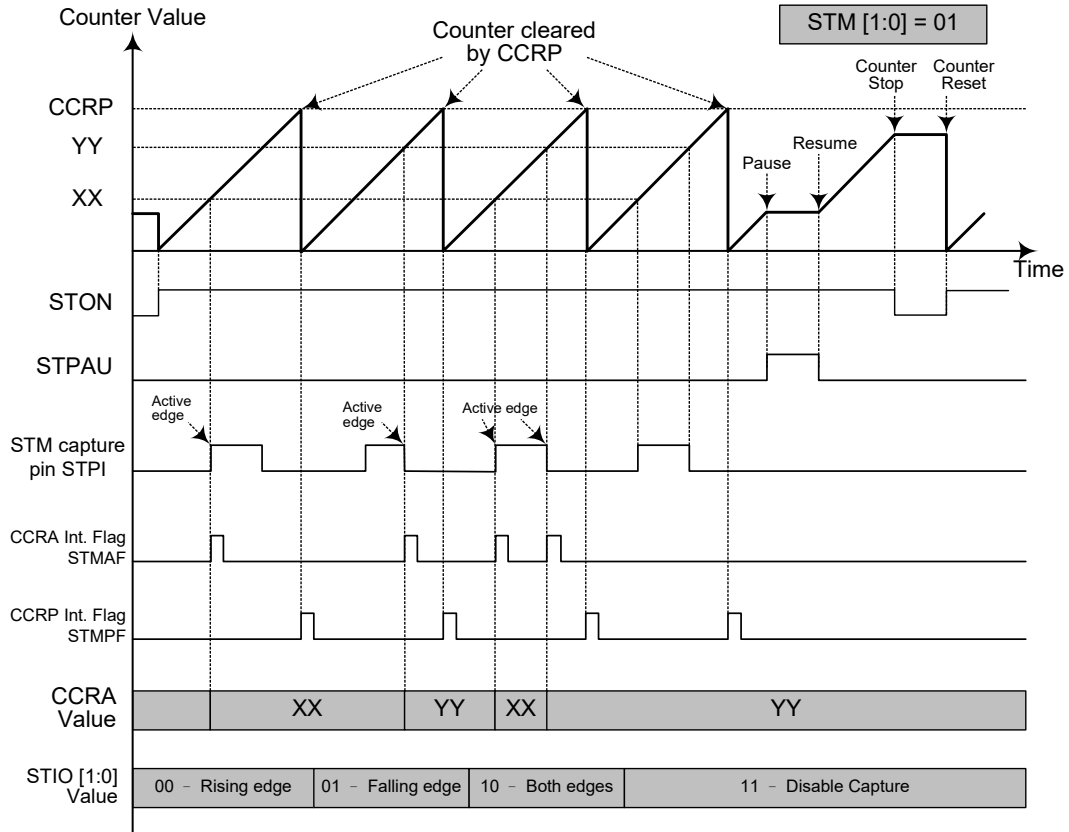 Counter Value
Counter cleared
by CCRP
STM [1:0] = 01
Counter
Stop
Counter
Reset
CCRP
YY
XX
Pause
Resume
Time
STON
STPAU
Active
edge
Active
edge
Active edge
STM capture
pin STPI
CCRA Int. Flag
STMAF
CCRP Int. Flag
STMPF
CCRA
Value
XX
YY
XX
YY
STIO [1:0]
Value
00 – Rising edge
01 – Falling edge
10 – Both edges
11 – Disable Capture